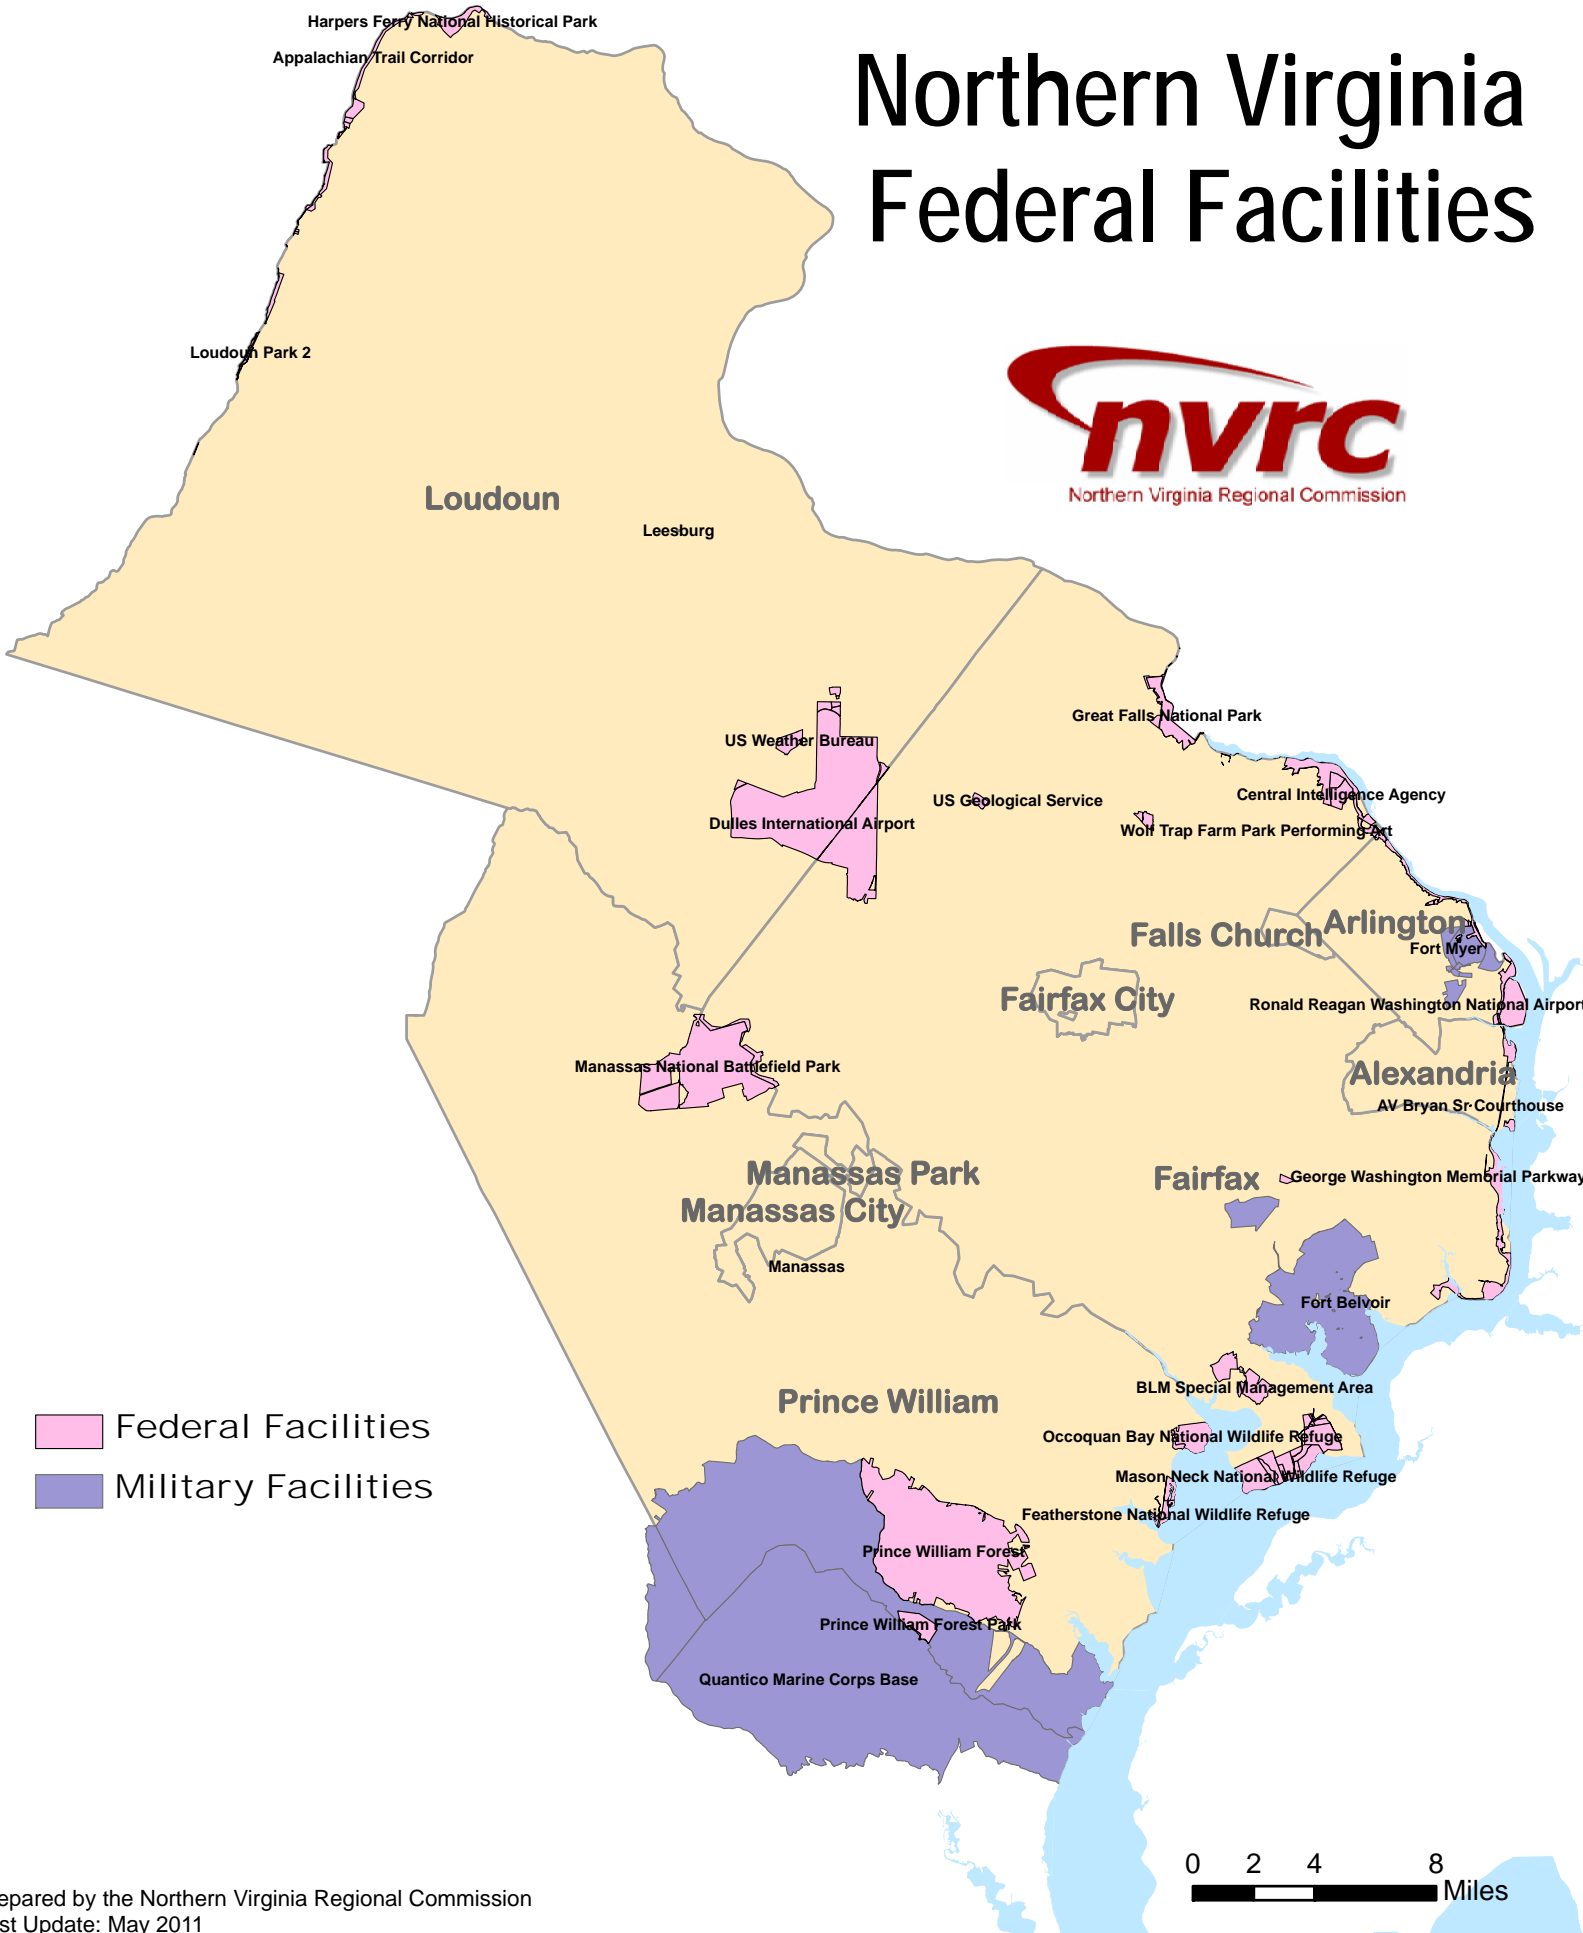 Harpers Ferry National Historical Park
Appalachian Trail Corridor
Northern Virginia
Federal Facilities
Loudoun Park 2
nvrc
Northern Virginia Regional Commission
Loudoun
Leesburg
Great Falls National Park
US Weather Bureau
US Geological Service
Central Intelligence Agency
Dulles International Airport
Wolf Trap Farm Park Performing Art
Falls Church
Arlington
Fort Myer
Fairfax City
Ronald Reagan Washington National Airport
Manassas National Battlefield Park
Alexandria
AV Bryan Sr Courthouse
Manassas Park
Fairfax
George Washington Memorial Parkway
Manassas City
Manassas
Fort Belvoir
BLM Special Management Area
Prince William
Federal Facilities
Occoquan Bay National Wildlife Refuge
Mason Neck National Wildlife Refuge
Military Facilities
Featherstone National Wildlife Refuge
Prince William Forest
Prince William Forest Park
Quantico Marine Corps Base
0 2 4 8
Miles
epared by the Northern Virginia Regional Commission
st Update: May 2011